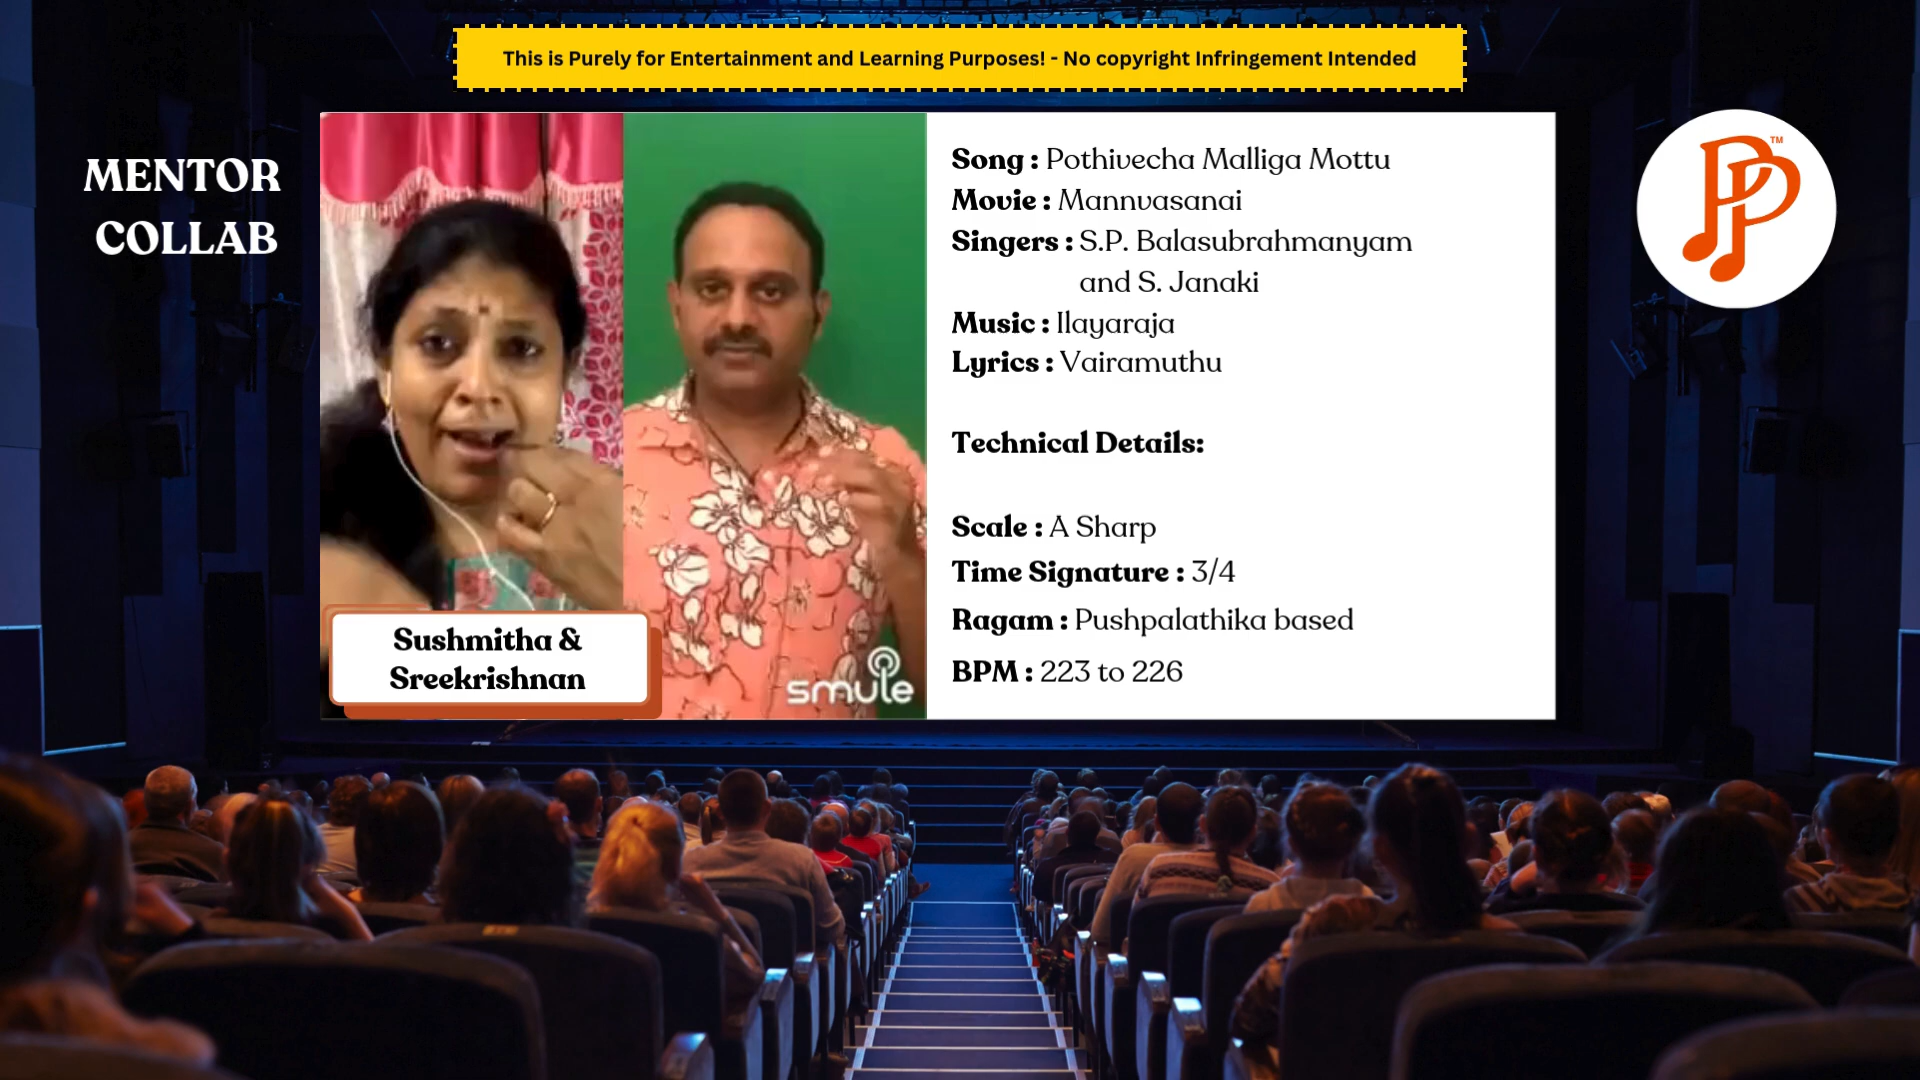 This is Purely for Entertainment and Learning Purposes! - No copyright Infringement Intended
MENTOR
COLLAB
Song : Pothivecha Malliga Mottu
Movie : Mannvasanai
Singers : S.P. Balasubrahmanyam
and S. Janaki
Music : Ilayaraja
Lyrics : Vairamuthu
Technical Details:
Scale : A Sharp
Time Signature : 3/4
Ragam : Pushpalathika based
BPM : 223 to 226
Sushmitha &
Sreekrishnan
smule
PP™